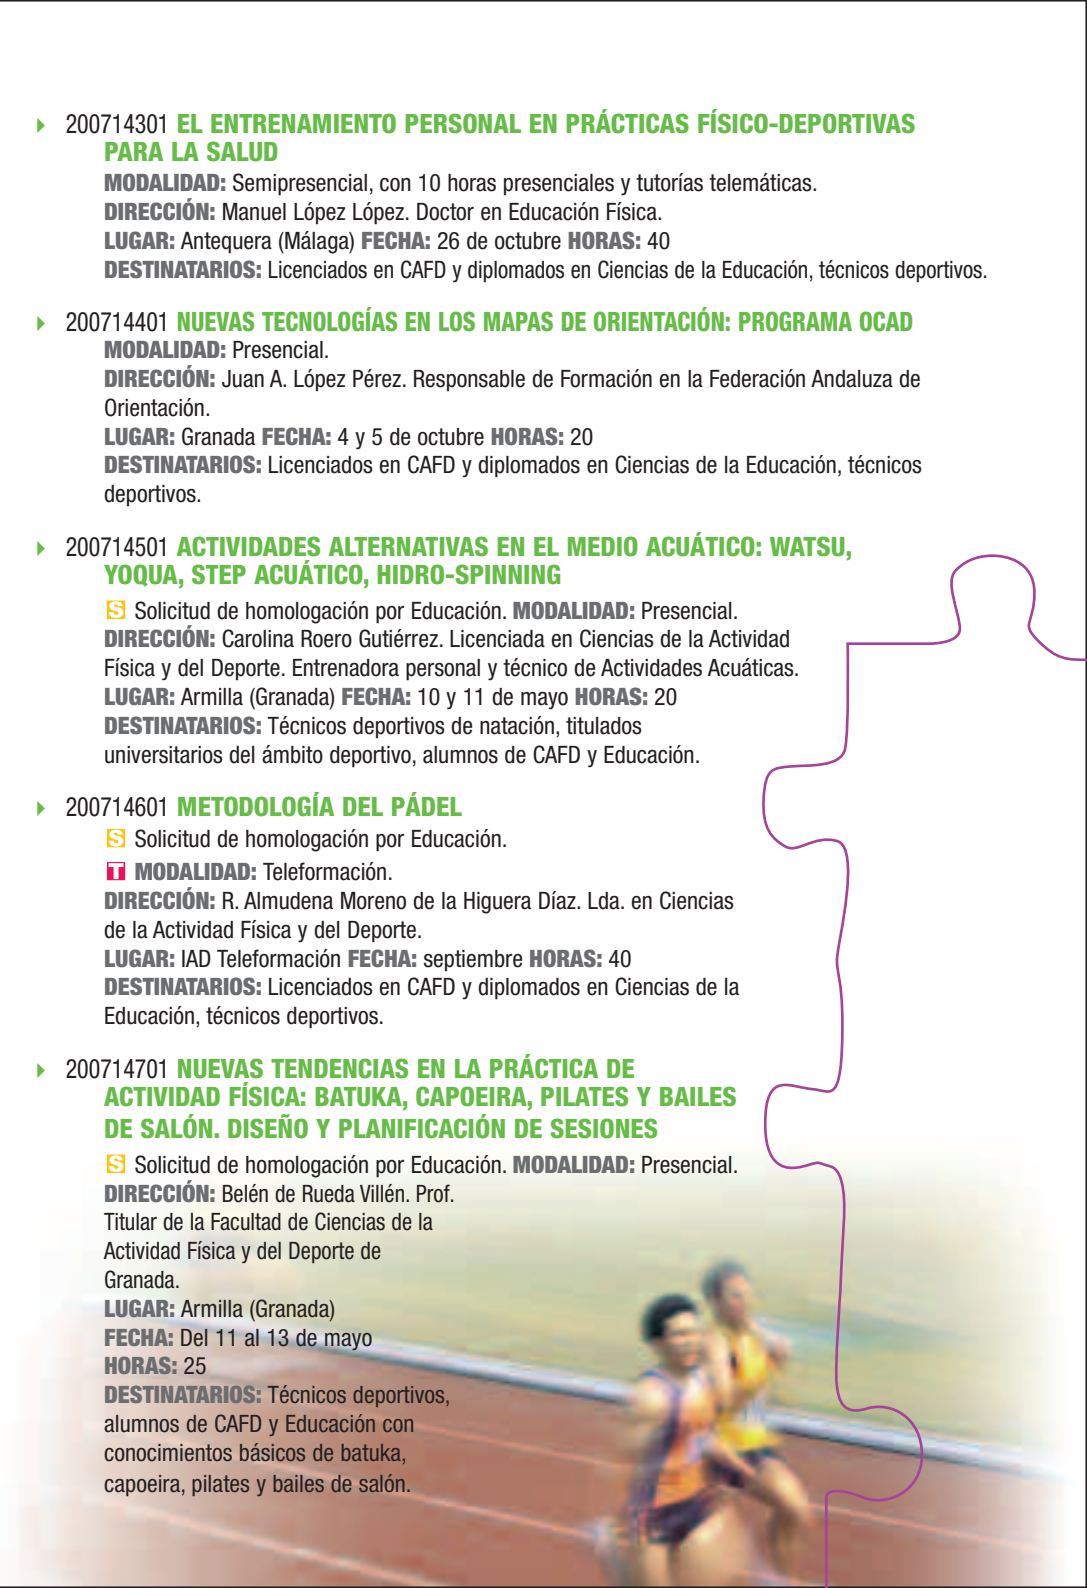 200714301 EL ENTRENAMIENTO PERSONAL EN PRÁCTICAS FÍSICO-DEPORTIVAS
PARA LA SALUD
MODALIDAD: Semipresencial, con 10 horas presenciales y tutorías telemáticas.
DIRECCIÓN: Manuel López López. Doctor en Educación Física.
LUGAR: Antequera (Málaga) FECHA: 26 de octubre HORAS: 40
DESTINATARIOS: Licenciados en CAFD y diplomados en Ciencias de la Educación, técnicos deportivos.
200714401 NUEVAS TECNOLOGÍAS EN LOS MAPAS DE ORIENTACIÓN: PROGRAMA OCAD
MODALIDAD: Presencial.
DIRECCIÓN: Juan A. López Pérez. Responsable de Formación en la Federación Andaluza de
Orientación.
LUGAR: Granada FECHA: 4 y 5 de octubre HORAS: 20
DESTINATARIOS: Licenciados en CAFD y diplomados en Ciencias de la Educación, técnicos
deportivos.
200714501 ACTIVIDADES ALTERNATIVAS EN EL MEDIO ACUÁTICO: WATSU,
YOQUA, STEP ACUÁTICO, HIDRO-SPINNING
S Solicitud de homologación por Educación. MODALIDAD: Presencial.
DIRECCIÓN: Carolina Roero Gutiérrez. Licenciada en Ciencias de la Actividad
Física y del Deporte. Entrenadora personal y técnico de Actividades Acuáticas.
LUGAR: Armilla (Granada) FECHA: 10 y 11 de mayo HORAS: 20
DESTINATARIOS: Técnicos deportivos de natación, titulados
universitarios del ámbito deportivo, alumnos de CAFD y Educación.
200714601 METODOLOGÍA DEL PÁDEL
S Solicitud de homologación por Educación.
T MODALIDAD: Teleformación.
DIRECCIÓN: R. Almudena Moreno de la Higuera Díaz. Lda. en Ciencias
de la Actividad Física y del Deporte.
LUGAR: IAD Teleformación FECHA: septiembre HORAS: 40
DESTINATARIOS: Licenciados en CAFD y diplomados en Ciencias de la
Educación, técnicos deportivos.
200714701 NUEVAS TENDENCIAS EN LA PRÁCTICA DE
ACTIVIDAD FÍSICA: BATUKA, CAPOEIRA, PILATES Y BAILES
DE SALÓN. DISEÑO Y PLANIFICACIÓN DE SESIONES
S Solicitud de homologación por Educación. MODALIDAD: Presencial.
DIRECCIÓN: Belén de Rueda Villén. Prof.
Titular de la Facultad de Ciencias de la
Actividad Física y del Deporte de
Granada.
LUGAR: Armilla (Granada)
FECHA: Del 11 al 13 de mayo
HORAS: 25
DESTINATARIOS: Técnicos deportivos,
alumnos de CAFD y Educación con
conocimientos básicos de batuka,
capoeira, pilates y bailes de salón.